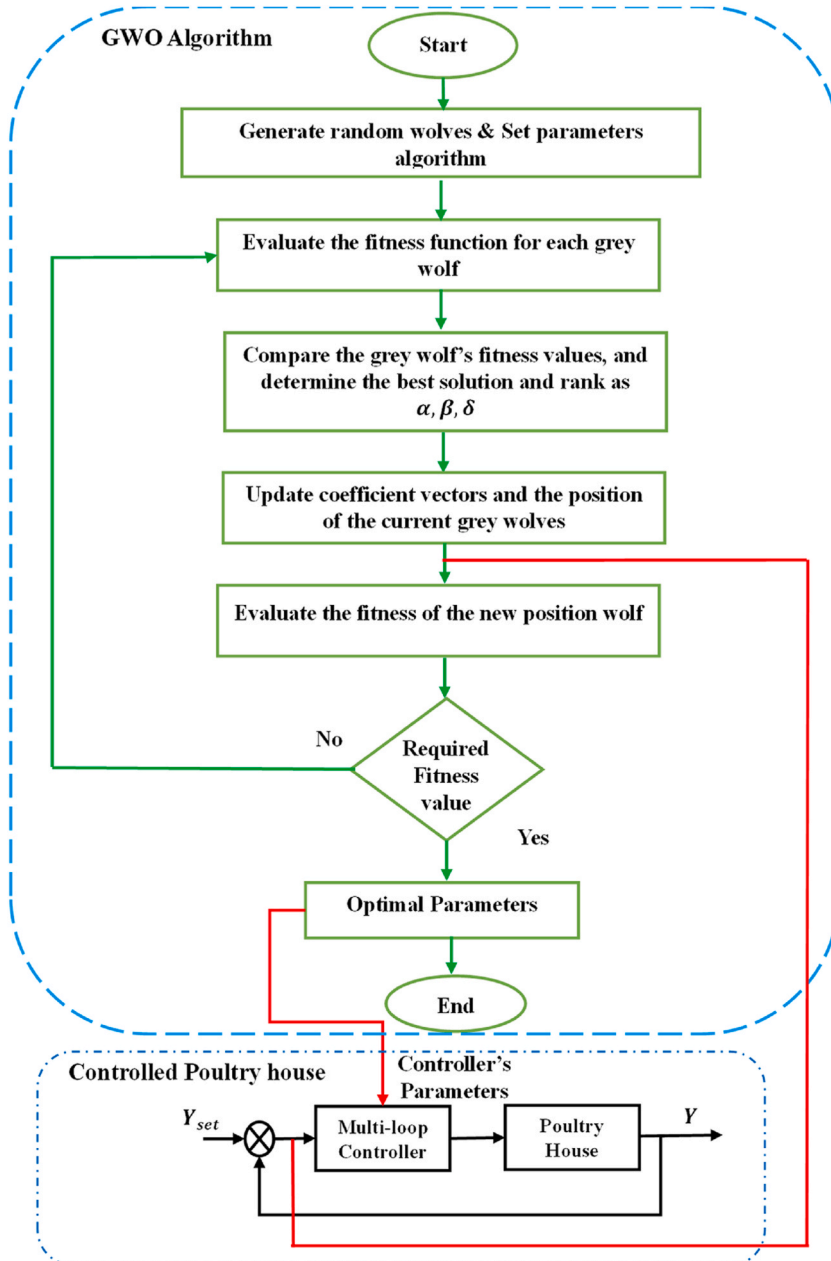 GWO Algorithm
Start
Generate random wolves & Set parameters
algorithm
Evaluate the fitness function for each grey
wolf
Compare the grey wolf's fitness values, and
determine the best solution and rank as
α, β, δ
Update coefficient vectors and the position
of the current grey wolves
Evaluate the fitness of the new position wolf
No
Required
Fitness
value
Yes
Optimal Parameters
End
Controlled Poultry house
Controller's
Parameters
Y_set
Multi-loop
Controller
Poultry
House
Y